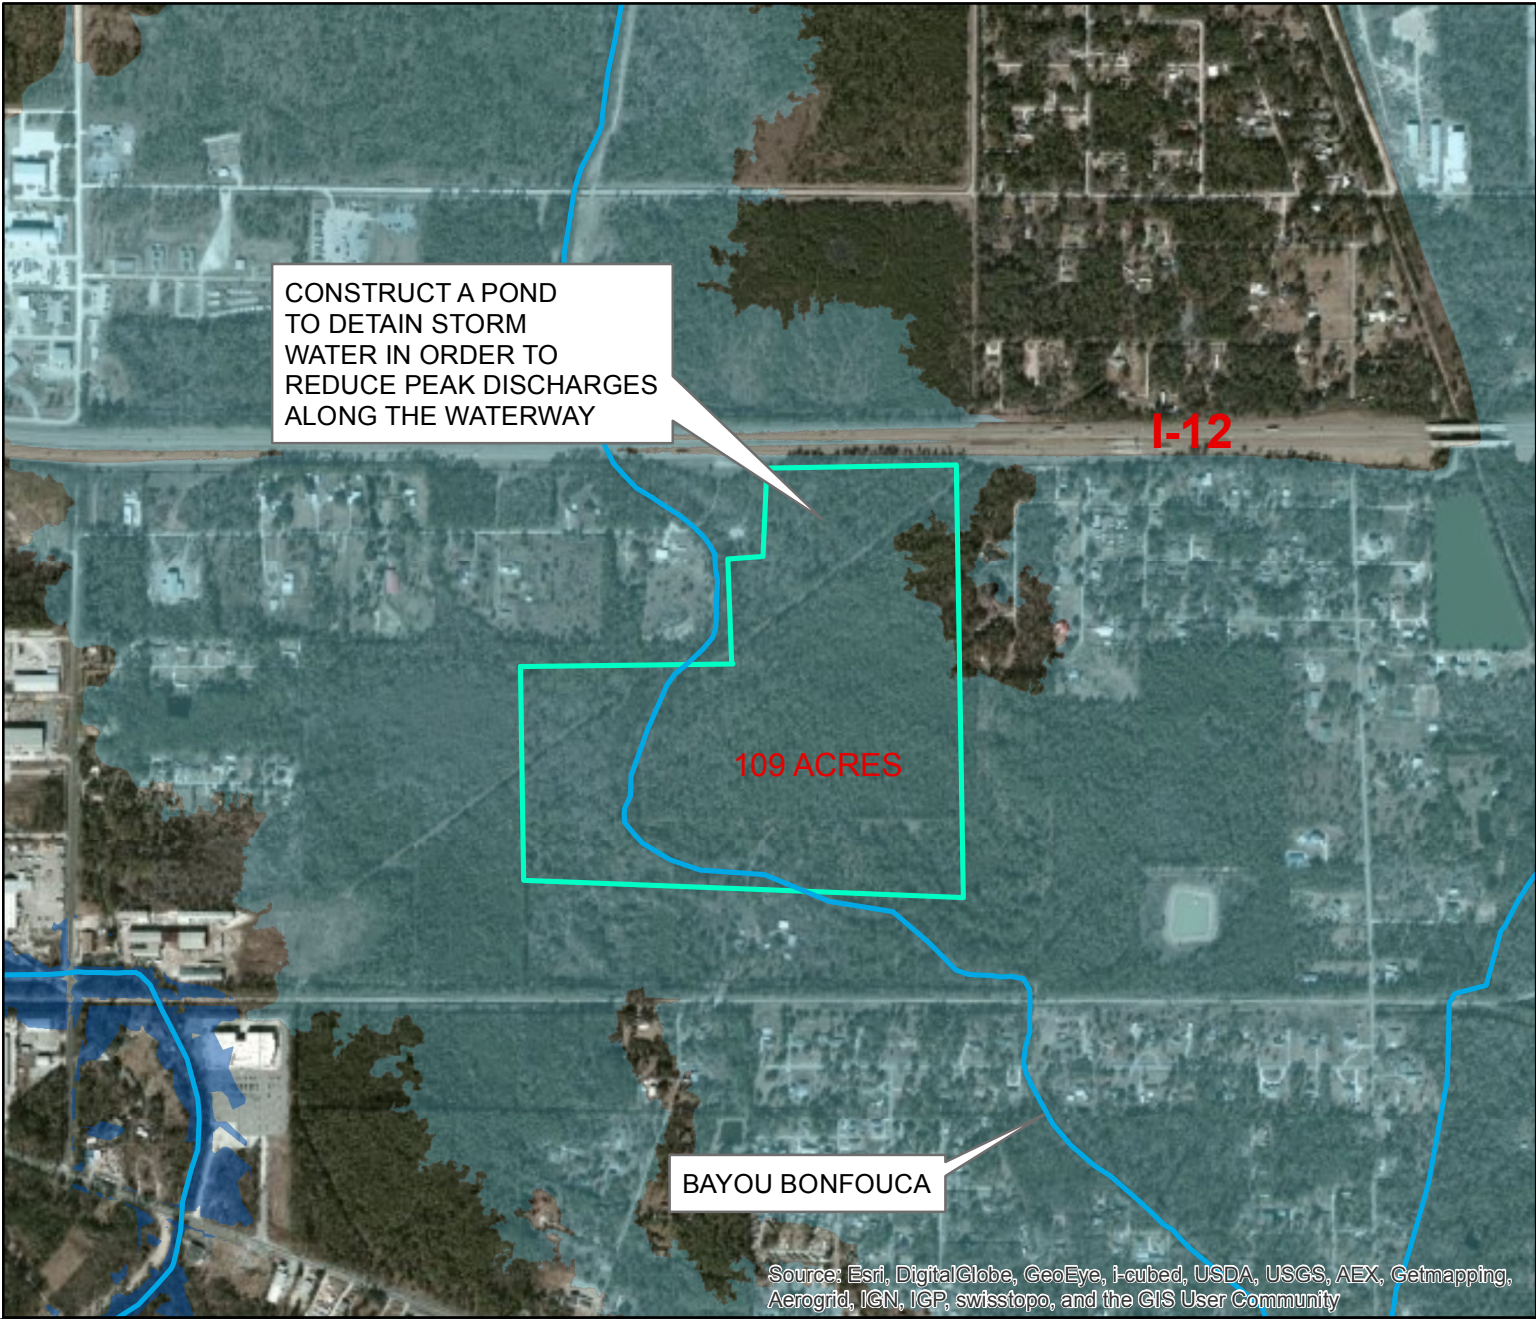 CONSTRUCT A POND
TO DETAIN STORM
WATER IN ORDER TO
REDUCE PEAK DISCHARGES
ALONG THE WATERWAY
I-12
109 ACRES
BAYOU BONFOUCA
Source: Esri, DigitalGlobe, GeoEye, i-cubed, USDA, USGS, AEX, Getmapping,
Aerogrid, IGN, IGP, swisstopo, and the GIS User Community